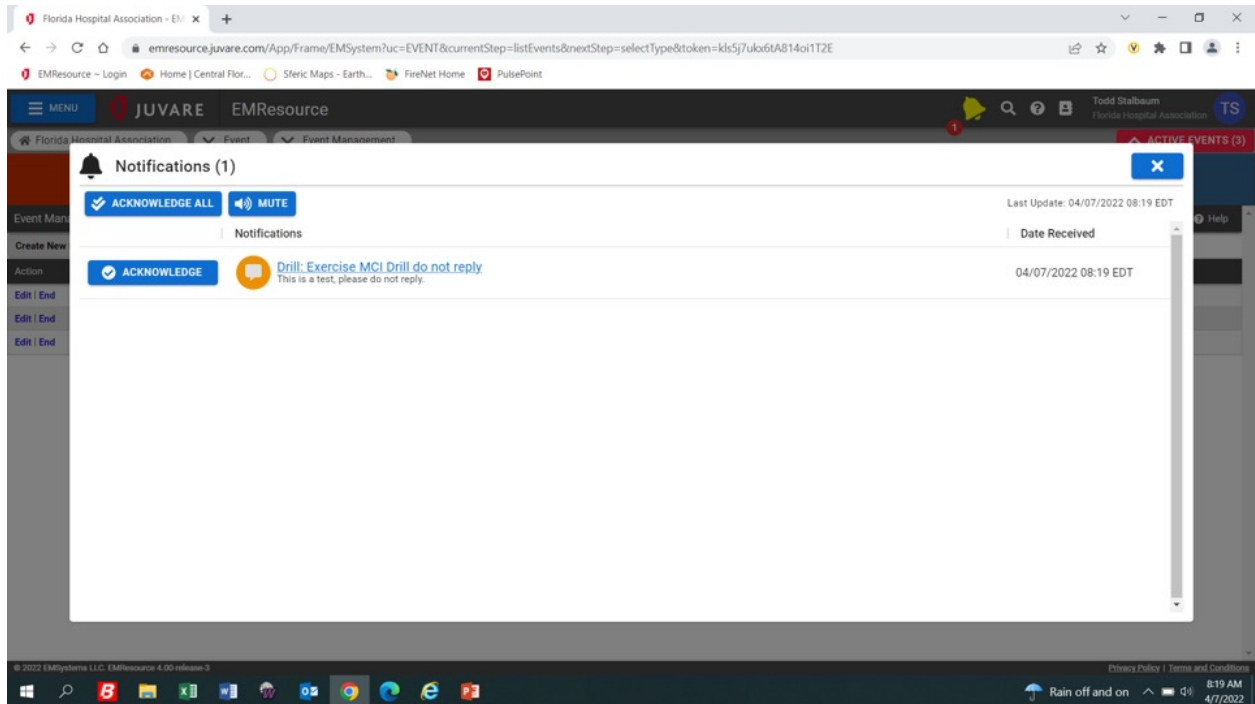 Florida Hospital Association - EM
emresource.juvare.com/App/Frame/EMSystem?uc=EVENT&currentStep=listEvents&nextStep=selectType&token=kls5j7ukx6tA814oi1T2E
EMResource ~ Login Home | Central Flor... Sferic Maps - Earth... FireNet Home PulsePoint
MENU JUVARE EMResource 1 Todd Stalbaum
Florida Hospital Association TS
Florida Hospital Association Event Event Management ACTIVE EVENTS (3)
Notifications (1)
ACKNOWLEDGE ALL MUTE Last Update: 04/07/2022 08:19 EDT
Event Mana Help
Notifications Date Received
Create New
Action
ACKNOWLEDGE Drill: Exercise MCI Drill do not reply 04/07/2022 08:19 EDT
This is a test, please do not reply.
Edit | End
Edit | End
Edit | End
© 2022 EMSystems LLC. EMResource 4.00-release-3 Privacy Policy | Terms and Conditions
Rain off and on 8:19 AM
4/7/2022